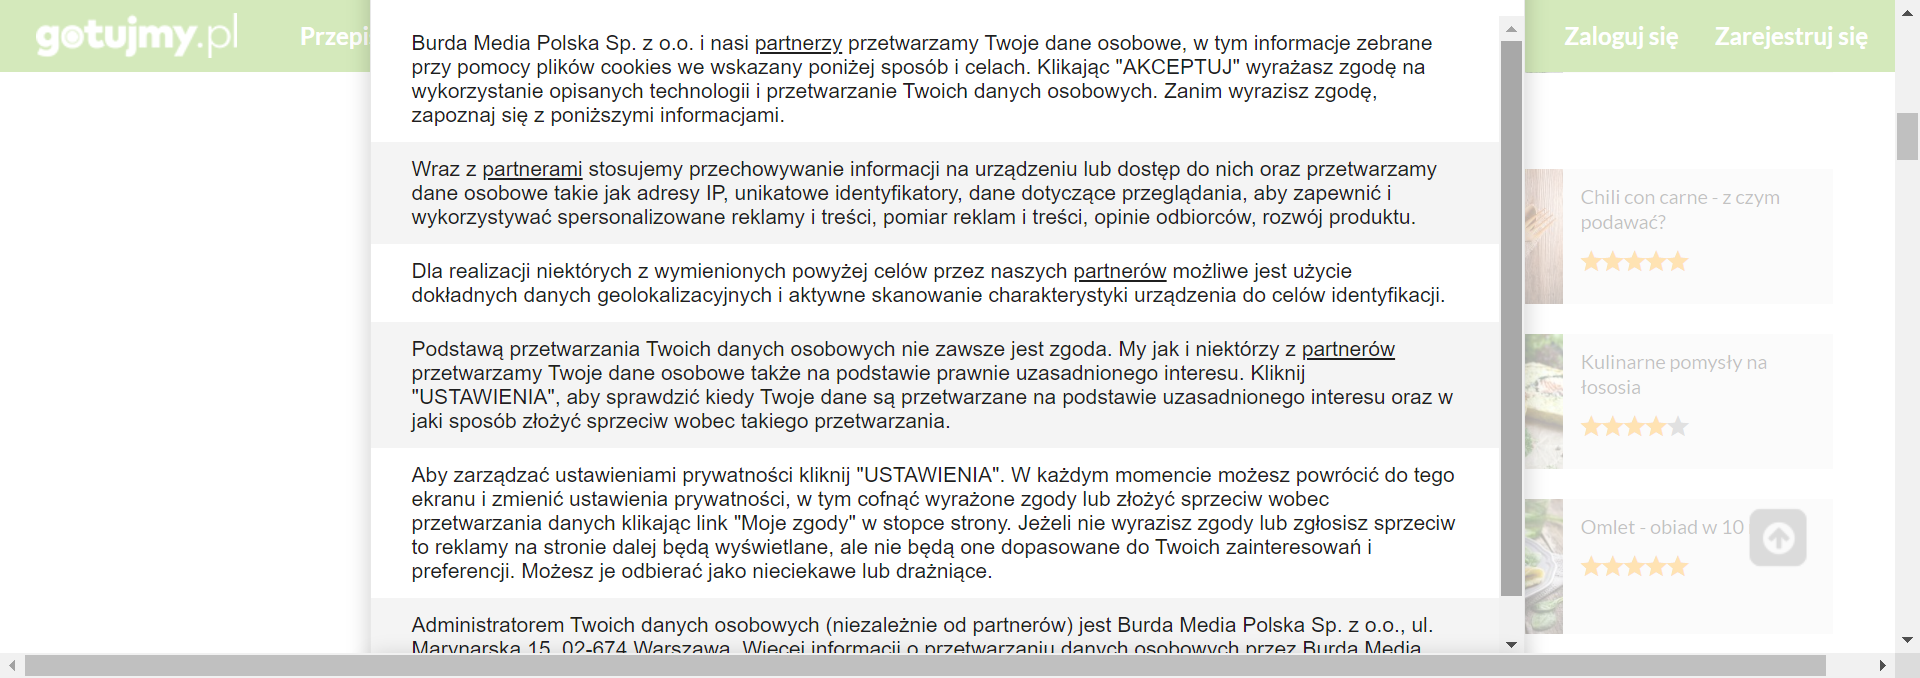 gotujmy.pl
Przepi
Zaloguj się
Zarejestruj się
Burda Media Polska Sp. z o.o. i nasi partnerzy przetwarzamy Twoje dane osobowe, w tym informacje zebrane
przy pomocy plików cookies we wskazany poniżej sposób i celach. Klikając "AKCEPTUJ" wyrażasz zgodę na
wykorzystanie opisanych technologii i przetwarzanie Twoich danych osobowych. Zanim wyrazisz zgodę,
zapoznaj się z poniższymi informacjami.
Wraz z partnerami stosujemy przechowywanie informacji na urządzeniu lub dostęp do nich oraz przetwarzamy
dane osobowe takie jak adresy IP, unikatowe identyfikatory, dane dotyczące przeglądania, aby zapewnić i
wykorzystywać spersonalizowane reklamy i treści, pomiar reklam i treści, opinie odbiorców, rozwój produktu.
Dla realizacji niektórych z wymienionych powyżej celów przez naszych partnerów możliwe jest użycie
dokładnych danych geolokalizacyjnych i aktywne skanowanie charakterystyki urządzenia do celów identyfikacji.
Podstawą przetwarzania Twoich danych osobowych nie zawsze jest zgoda. My jak i niektórzy z partnerów
przetwarzamy Twoje dane osobowe także na podstawie prawnie uzasadnionego interesu. Kliknij
"USTAWIENIA", aby sprawdzić kiedy Twoje dane są przetwarzane na podstawie uzasadnionego interesu oraz w
jaki sposób złożyć sprzeciw wobec takiego przetwarzania.
Aby zarządzać ustawieniami prywatności kliknij "USTAWIENIA". W każdym momencie możesz powrócić do tego
ekranu i zmienić ustawienia prywatności, w tym cofnąć wyrażone zgody lub złożyć sprzeciw wobec
przetwarzania danych klikając link "Moje zgody" w stopce strony. Jeżeli nie wyrazisz zgody lub zgłosisz sprzeciw
to reklamy na stronie dalej będą wyświetlane, ale nie będą one dopasowane do Twoich zainteresowań i
preferencji. Możesz je odbierać jako nieciekawe lub drażniące.
Administratorem Twoich danych osobowych (niezależnie od partnerów) jest Burda Media Polska Sp. z o.o., ul.
Marynarska 15, 02-674 Warszawa. Więcej informacji o przetwarzaniu danych osobowych przez Burda Media
Chili con carne - z czym
podawać?
Kulinarne pomysły na
łososia
Omlet - obiad w 10